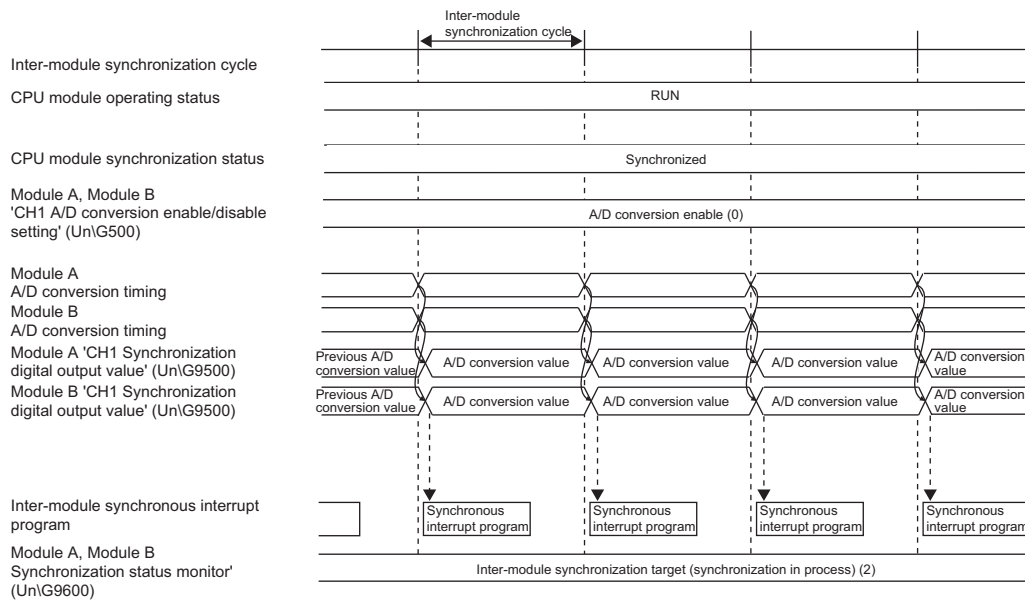 Inter-module
synchronization cycle
Inter-module synchronization cycle
CPU module operating status
RUN
CPU module synchronization status
Synchronized
Module A, Module B
'CH1 A/D conversion enable/disable
setting' (Un\G500)
A/D conversion enable (0)
Module A
A/D conversion timing
Module B
A/D conversion timing
Module A 'CH1 Synchronization
digital output value' (Un\G9500)
Previous A/D
conversion value
A/D conversion value
A/D conversion value
A/D conversion value
A/D conversion
value
Module B 'CH1 Synchronization
digital output value' (Un\G9500)
Previous A/D
conversion value
A/D conversion value
A/D conversion value
A/D conversion value
A/D conversion
value
Inter-module synchronous interrupt
program
Synchronous
interrupt program
Synchronous
interrupt program
Synchronous
interrupt program
Synchronous
interrupt program
Module A, Module B
Synchronization status monitor'
(Un\G9600)
Inter-module synchronization target (synchronization in process) (2)